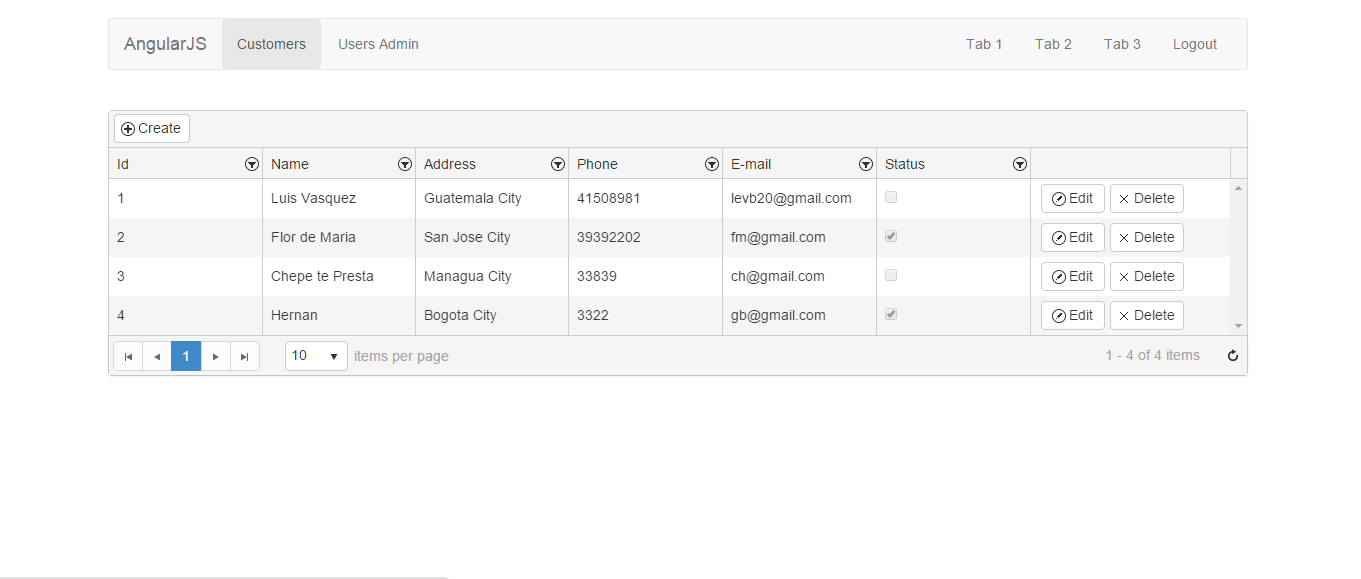 AngularJS Customers Users Admin Tab 1 Tab 2 Tab 3 Logout
Create
Id Name Address Phone E-mail Status
1 Luis Vasquez Guatemala City 41508981 levb20@gmail.com Edit Delete
2 Flor de Maria San Jose City 39392202 fm@gmail.com Edit Delete
3 Chepe te Presta Managua City 33839 ch@gmail.com Edit Delete
4 Hernan Bogota City 3322 gb@gmail.com Edit Delete
1 10 items per page 1 - 4 of 4 items